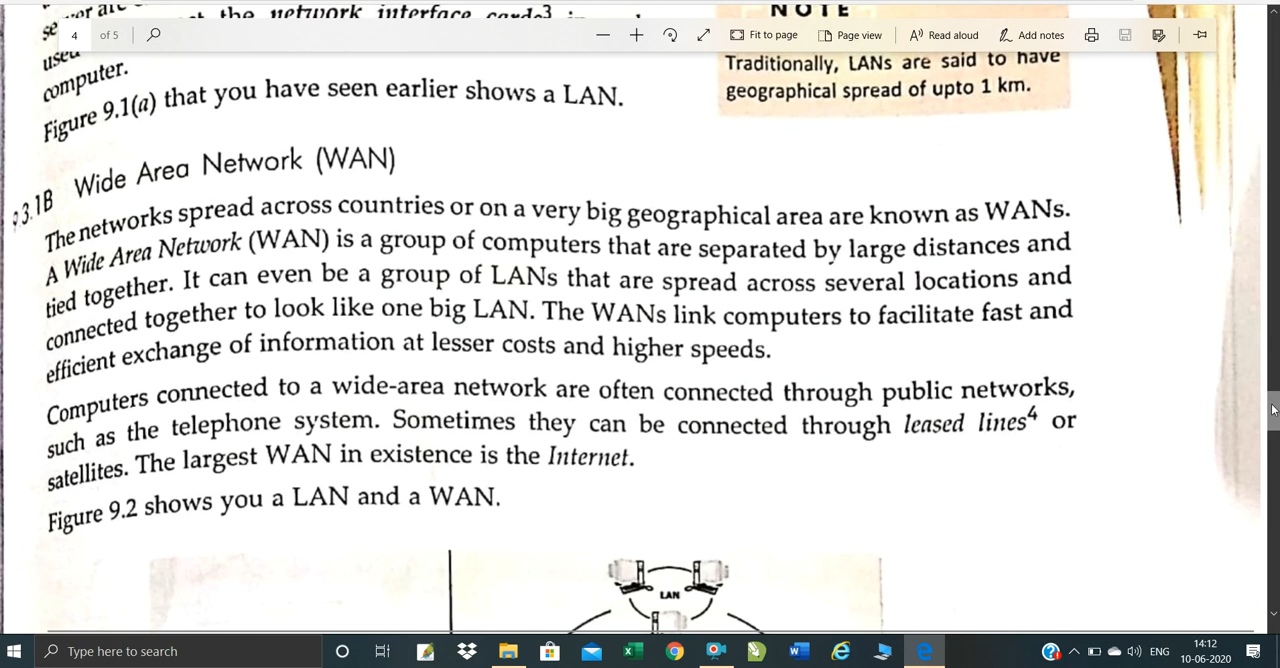 the network interface cards3
NOTE
4 of 5
Fit to page
Page view
Read aloud
Add notes
used
computer.
Traditionally, LANs are said to have
geographical spread of upto 1 km.
Figure 9.1(a) that you have seen earlier shows a LAN.
9.3.1B Wide Area Network (WAN)
The networks spread across countries or on a very big geographical area are known as WANs.
A Wide Area Network (WAN) is a group of computers that are separated by large distances and
tied together. It can even be a group of LANs that are spread across several locations and
connected together to look like one big LAN. The WANs link computers to facilitate fast and
efficient exchange of information at lesser costs and higher speeds.
Computers connected to a wide-area network are often connected through public networks,
such as the telephone system. Sometimes they can be connected through leased lines4 or
satellites. The largest WAN in existence is the Internet.
Figure 9.2 shows you a LAN and a WAN.
LAN
Type here to search
ENG
14:12
10-06-2020